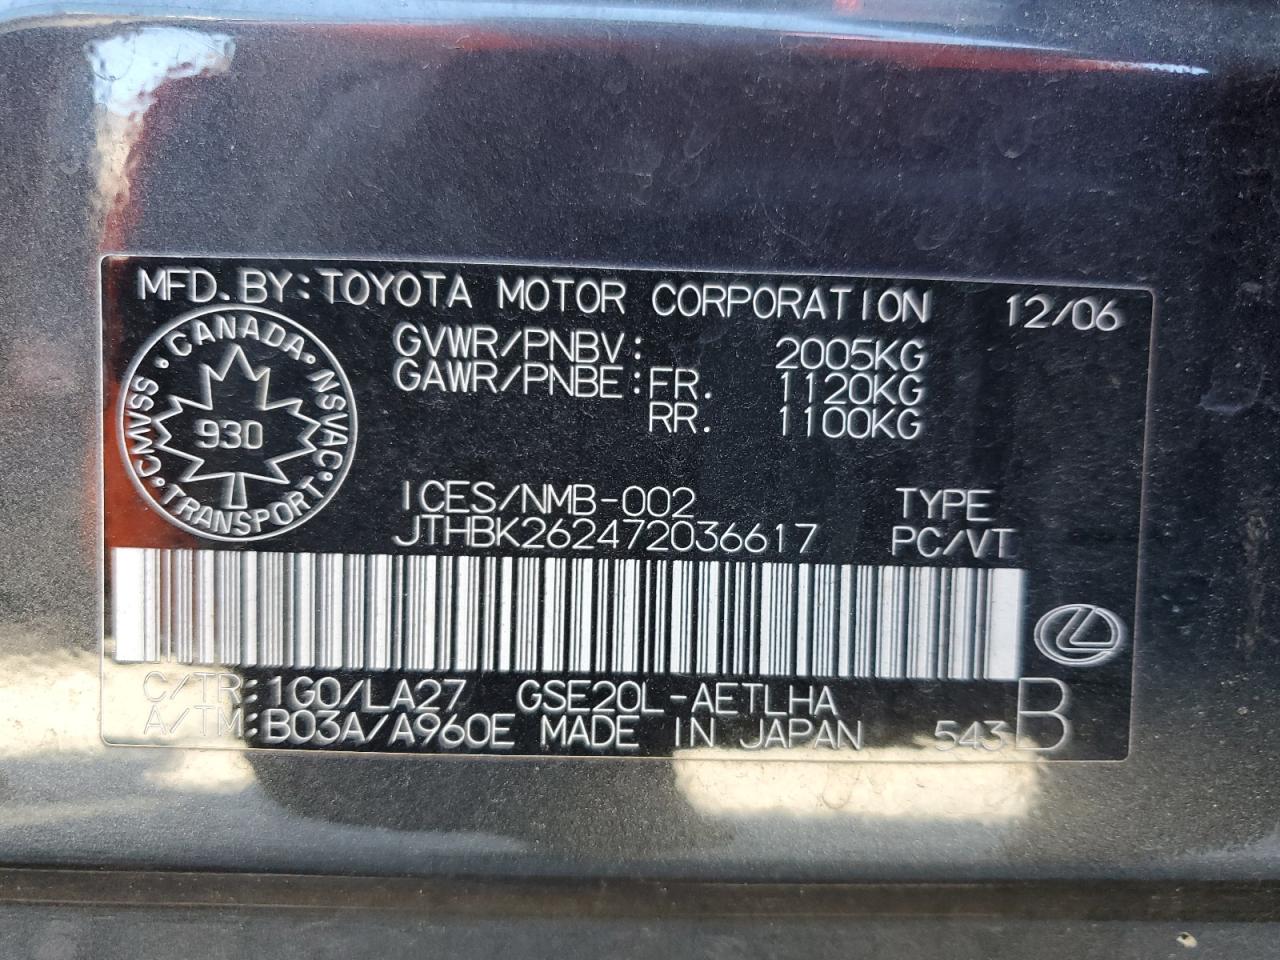 MFD.BY:TOYOTA MOTOR CORPORATION 12/06
GVWR/PNBV: 2005KG
GAWR/PNBE:FR. 1120KG
RR. 1100KG
CANADA·NSVAC·TRANSPORT·CMVSS·
930
ICES/NMB-002 TYPE
JTHBK262472036617 PC/VT
C/TR:1G0/LA27 GSE20L-AETLHA
A/TM:B03A/A960E MADE IN JAPAN 543 B